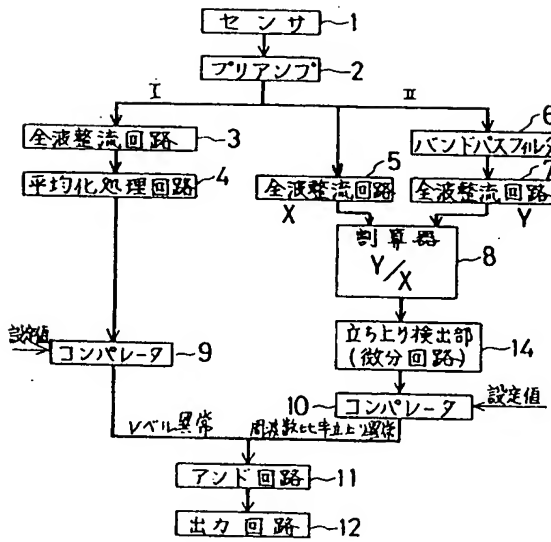 センサ 1
プリアンプ 2
I
II
全波整流回路 3
平均化処理回路 4
6
バンドパスフィルタ
5
全波整流回路
X
7
全波整流回路
Y
割算器
Y/X
8
立ち上り検出部
(微分回路)
14
設定値
コンパレータ 9
10 コンパレータ
設定値
レベル異常
周波数比率立上り異常
アンド回路 11
出力回路 12